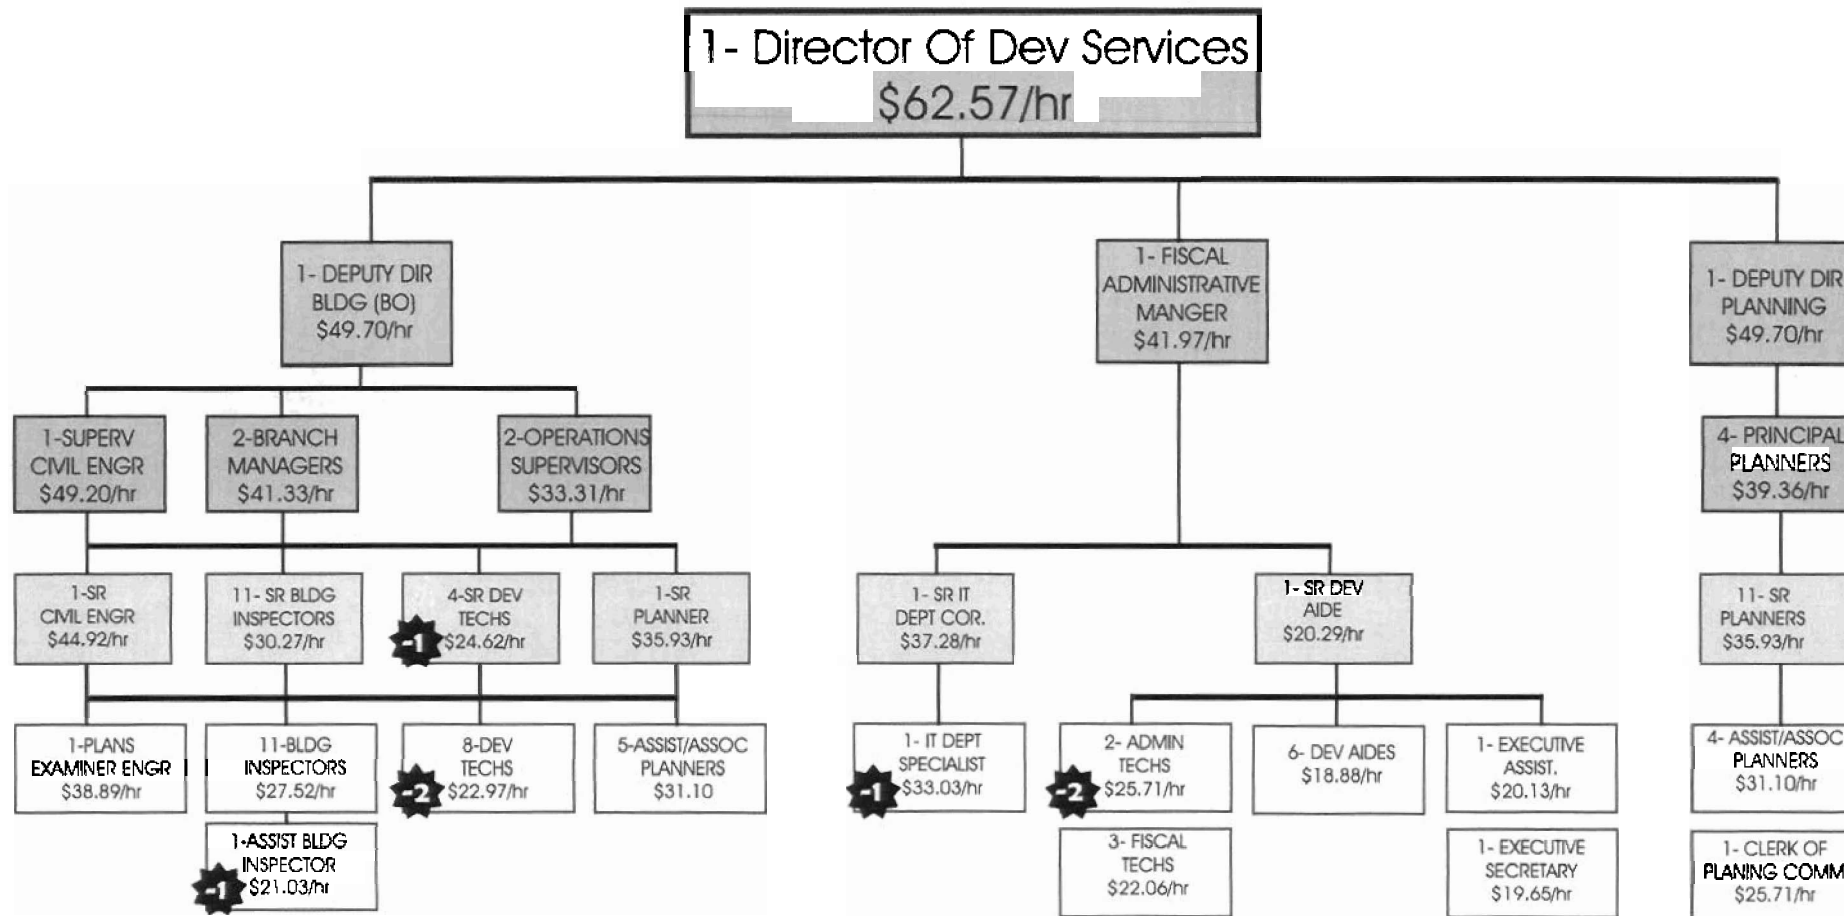 1- Director Of Dev Services
$62.57/hr
1- DEPUTY DIR
BLDG (BO)
$49.70/hr
1- FISCAL
ADMINISTRATIVE
MANGER
$41.97/hr
1- DEPUTY DIR
PLANNING
$49.70/hr
1-SUPERV
CIVIL ENGR
$49.20/hr
2-BRANCH
MANAGERS
$41.33/hr
2-OPERATIONS
SUPERVISORS
$33.31/hr
4- PRINCIPAL
PLANNERS
$39.36/hr
1-SR
CIVIL ENGR
$44.92/hr
11- SR BLDG
INSPECTORS
$30.27/hr
4-SR DEV
TECHS
-1
$24.62/hr
1-SR
PLANNER
$35.93/hr
1- SR IT
DEPT COR.
$37.28/hr
1- SR DEV
AIDE
$20.29/hr
11- SR
PLANNERS
$35.93/hr
1-PLANS
EXAMINER ENGR
$38.89/hr
11-BLDG
INSPECTORS
$27.52/hr
8-DEV
TECHS
-2
$22.97/hr
5-ASSIST/ASSOC
PLANNERS
$31.10
1- IT DEPT
SPECIALIST
-1
$33.03/hr
2- ADMIN
TECHS
-2
$25.71/hr
6- DEV AIDES
$18.88/hr
1- EXECUTIVE
ASSIST.
$20.13/hr
4- ASSIST/ASSOC
PLANNERS
$31.10/hr
1-ASSIST BLDG
INSPECTOR
-1
$21.03/hr
3- FISCAL
TECHS
$22.06/hr
1- EXECUTIVE
SECRETARY
$19.65/hr
1- CLERK OF
PLANING COMM
$25.71/hr